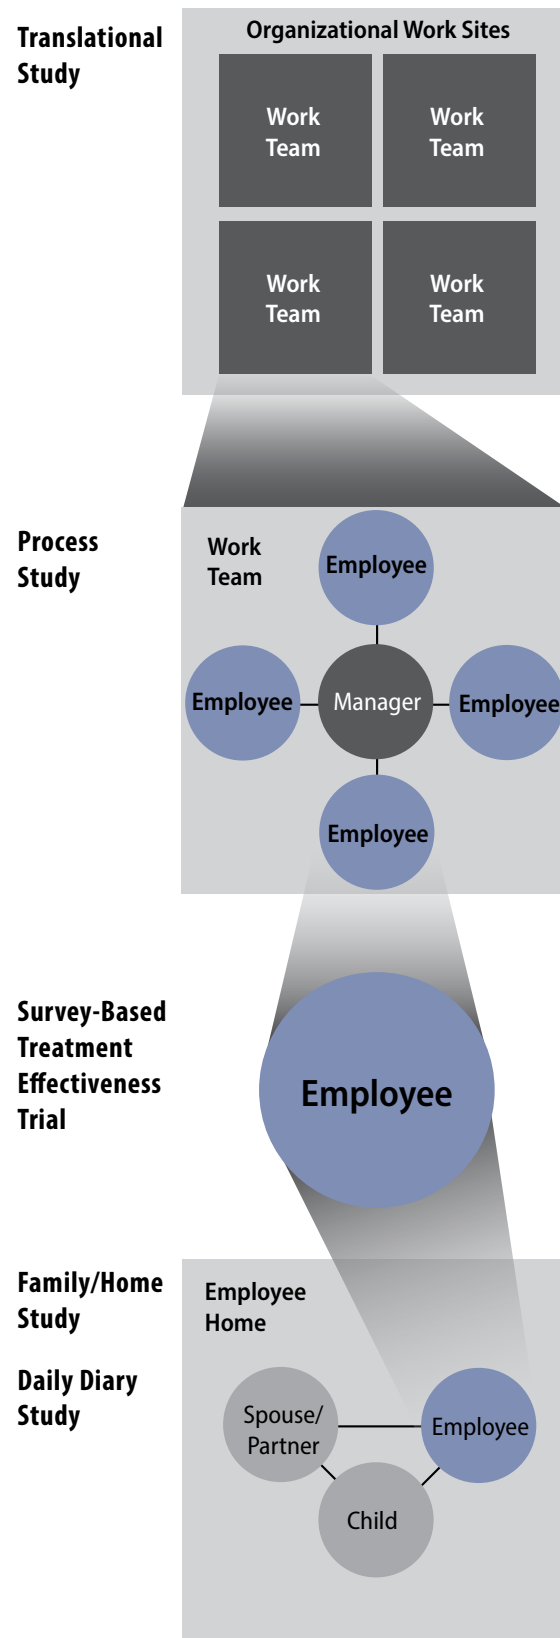 Translational
Study
Organizational Work Sites
Work
Team
Work
Team
Work
Team
Work
Team
Process
Study
Work
Team
Employee
Employee
Manager
Employee
Employee
Survey-Based
Treatment
Effectiveness
Trial
Employee
Family/Home
Study
Daily Diary
Study
Employee
Home
Spouse/
Partner
Employee
Child